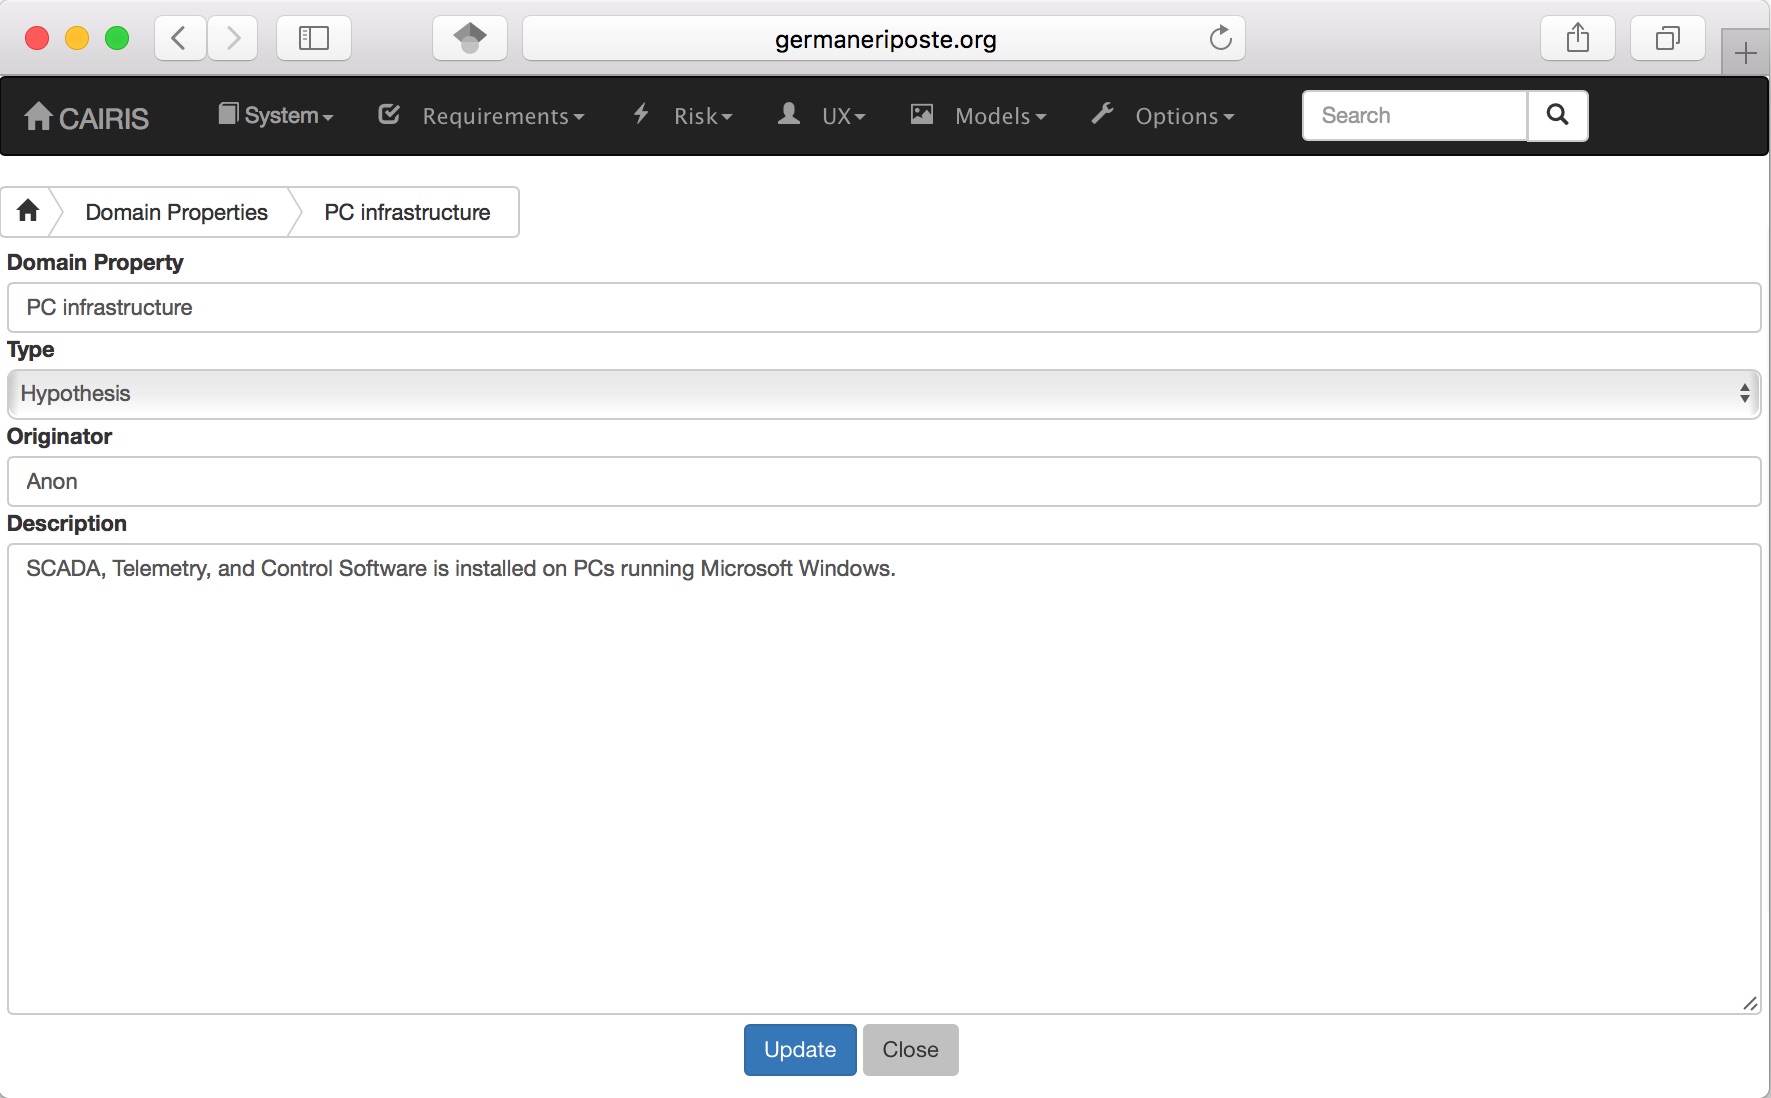 germaneriposte.org
CAIRIS System Requirements Risk UX Models Options Search
Domain Properties PC infrastructure
Domain Property
PC infrastructure
Type
Hypothesis
Originator
Anon
Description
SCADA, Telemetry, and Control Software is installed on PCs running Microsoft Windows.
Update Close